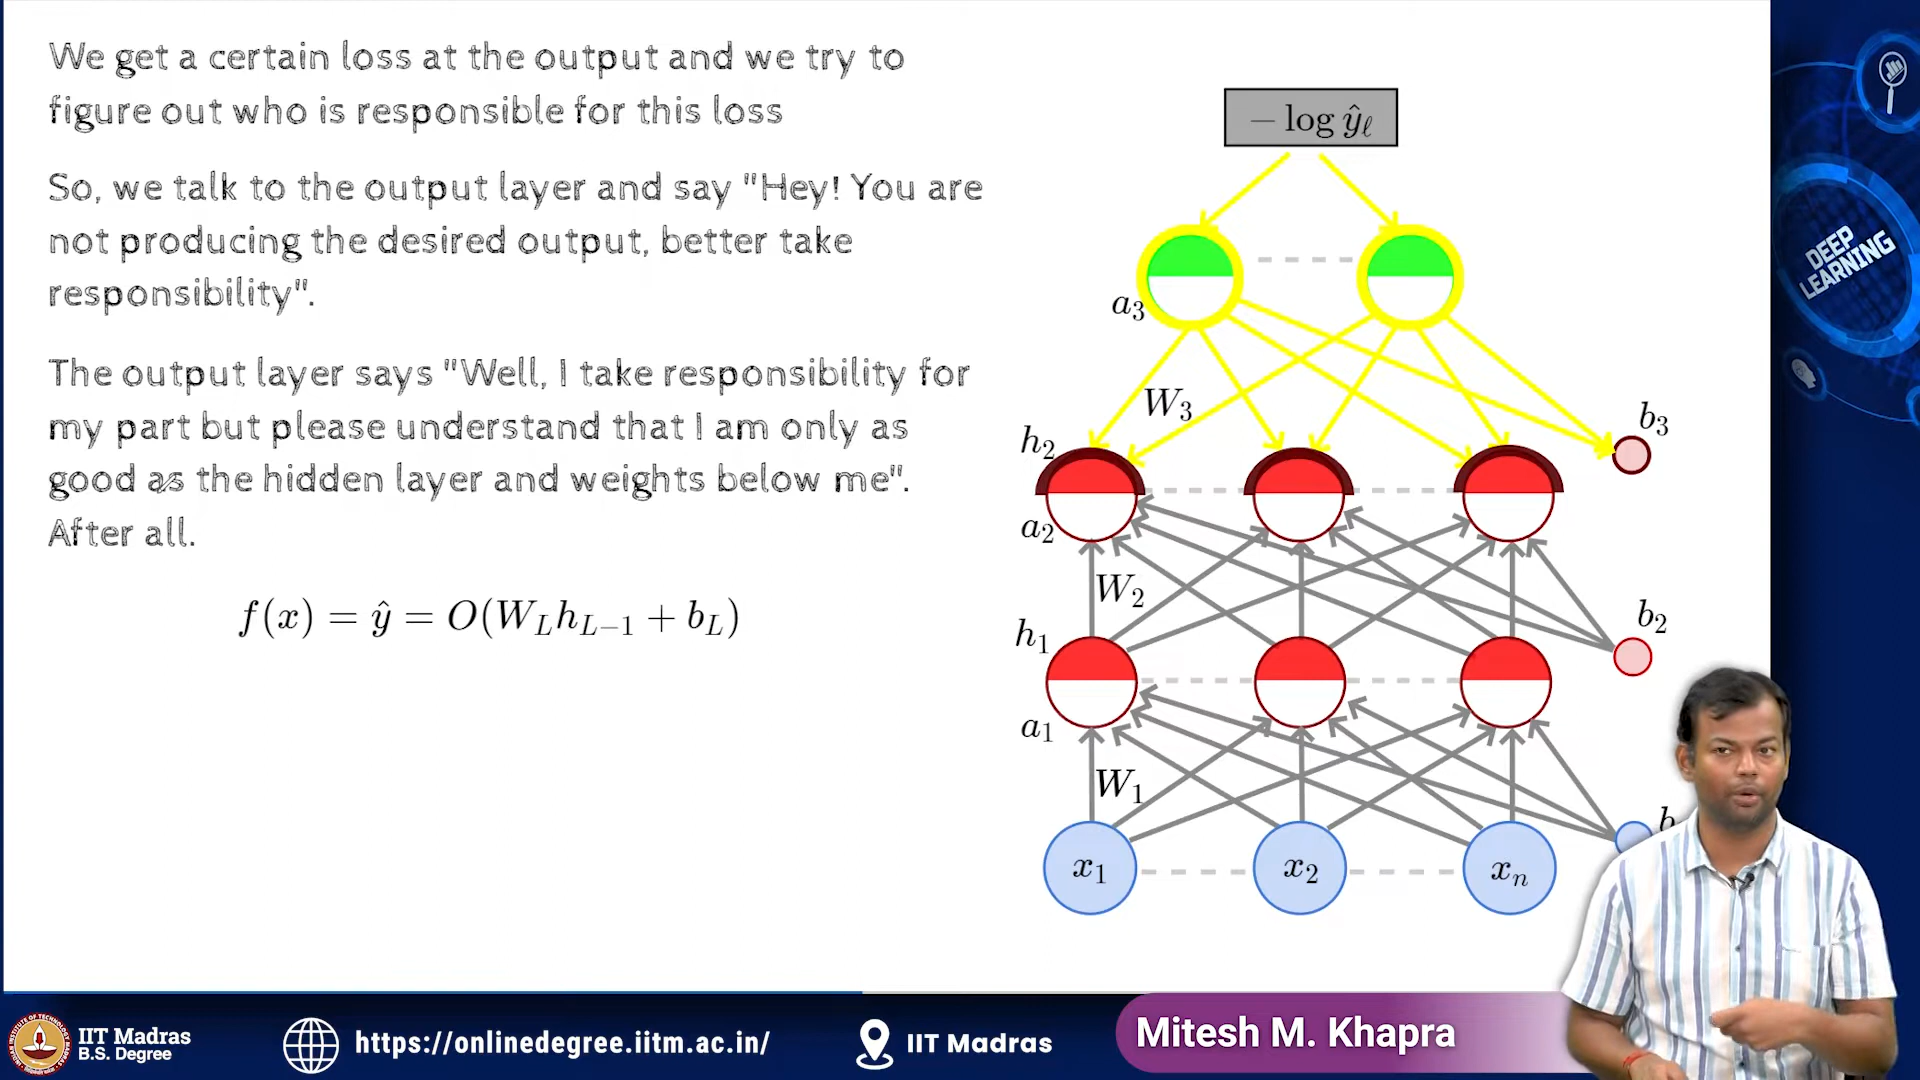 We get a certain loss at the output and we try to
figure out who is responsible for this loss
So, we talk to the output layer and say "Hey! You are
not producing the desired output, better take
responsibility".
The output layer says "Well, I take responsibility for
my part but please understand that I am only as
good as the hidden layer and weights below me".
After all.
f(x) = ŷ = O(W_L h_{L−1} + b_L)
− log ŷ_ℓ
a_3
W_3
b_3
h_2
a_2
W_2
b_2
h_1
a_1
W_1
b
x_1
x_2
x_n
DEEP
LEARNING
IIT Madras
B.S. Degree
https://onlinedegree.iitm.ac.in/
IIT Madras
Mitesh M. Khapra